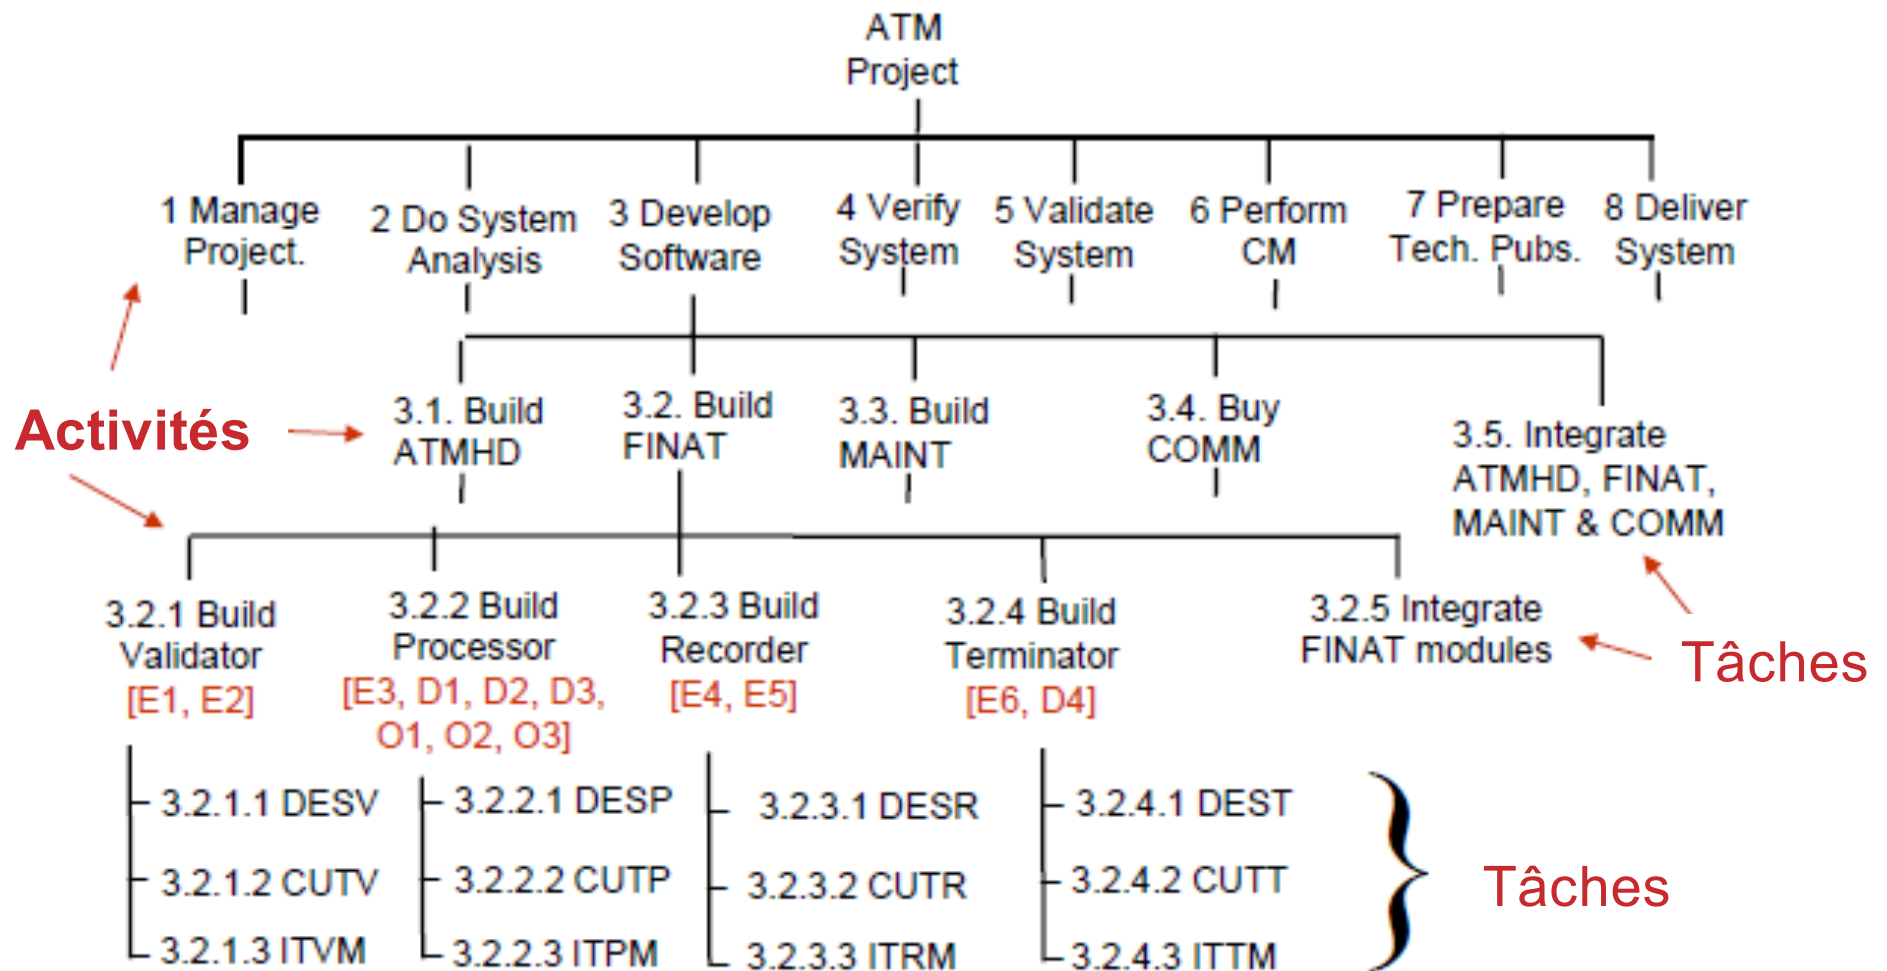 ATM
Project
1 Manage
Project.
2 Do System
Analysis
3 Develop
Software
4 Verify
System
5 Validate
System
6 Perform
CM
7 Prepare
Tech. Pubs.
8 Deliver
System
Activités
3.1. Build
ATMHD
3.2. Build
FINAT
3.3. Build
MAINT
3.4. Buy
COMM
3.5. Integrate
ATMHD, FINAT,
MAINT & COMM
3.2.1 Build
Validator
[E1, E2]
3.2.2 Build
Processor
[E3, D1, D2, D3,
O1, O2, O3]
3.2.3 Build
Recorder
[E4, E5]
3.2.4 Build
Terminator
[E6, D4]
3.2.5 Integrate
FINAT modules
Tâches
3.2.1.1 DESV
3.2.1.2 CUTV
3.2.1.3 ITVM
3.2.2.1 DESP
3.2.2.2 CUTP
3.2.2.3 ITPM
3.2.3.1 DESR
3.2.3.2 CUTR
3.2.3.3 ITRM
3.2.4.1 DEST
3.2.4.2 CUTT
3.2.4.3 ITTM
Tâches